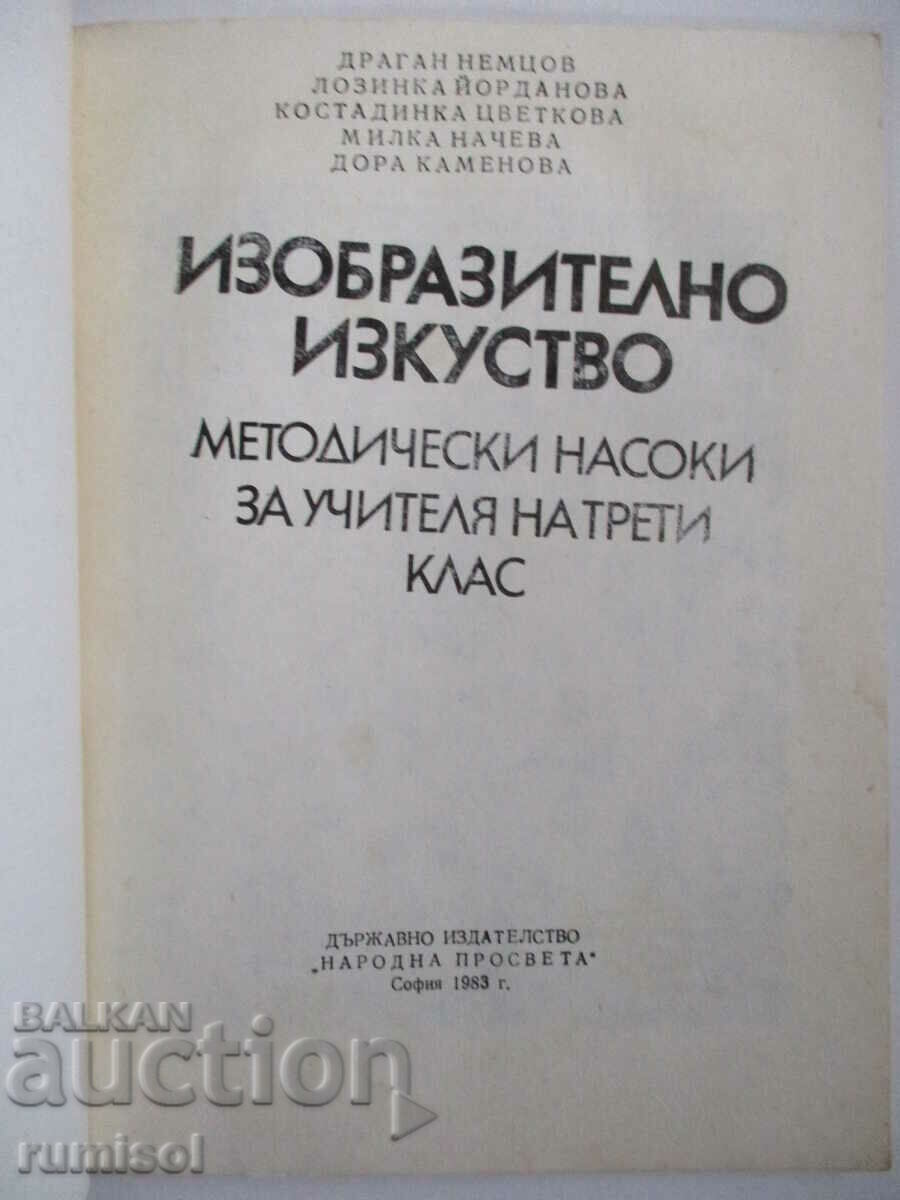 ДРАГАН НЕМЦОВ
ЛОЗИНКА ЙОРДАНОВА
КОСТАДИНКА ЦВЕТКОВА
МИЛКА НАЧЕВА
ДОРА КАМЕНОВА
ИЗОБРАЗИТЕЛНО
ИЗКУСТВО
МЕТОДИЧЕСКИ НАСОКИ
ЗА УЧИТЕЛЯ НА ТРЕТИ
КЛАС
ДЪРЖАВНО ИЗДАТЕЛСТВО
„НАРОДНА ПРОСВЕТА"
София 1983 г.
BALKAN
auction
rumisol